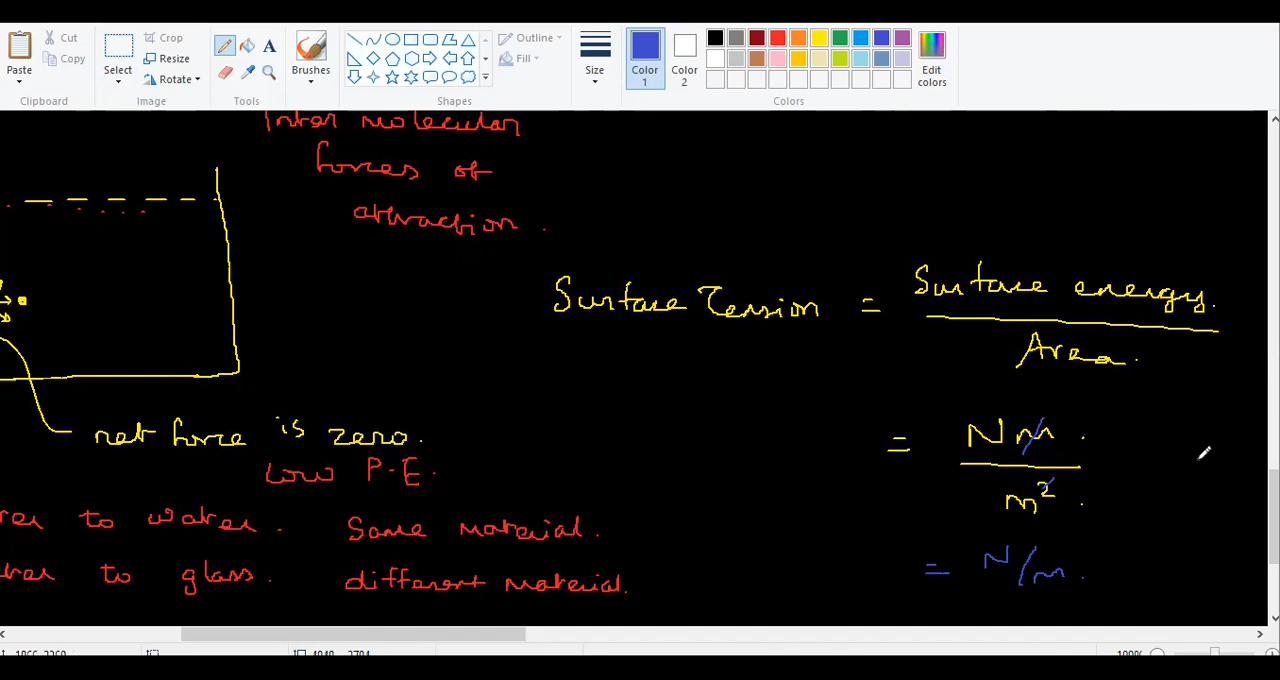 Cut
Copy
Paste
Clipboard
Select
Crop
Resize
Rotate
Image
A
Tools
Brushes
Outline
Fill
Shapes
Size
Color 1
Color 2
Edit colors
Colors
Inter molecular
forces of
attraction.
Surface Tension = Surface energy.
Area.
= Nm.
m².
= N/m.
net force is zero.
Low P.E.
to water. Same material.
to glass. different material.
100%